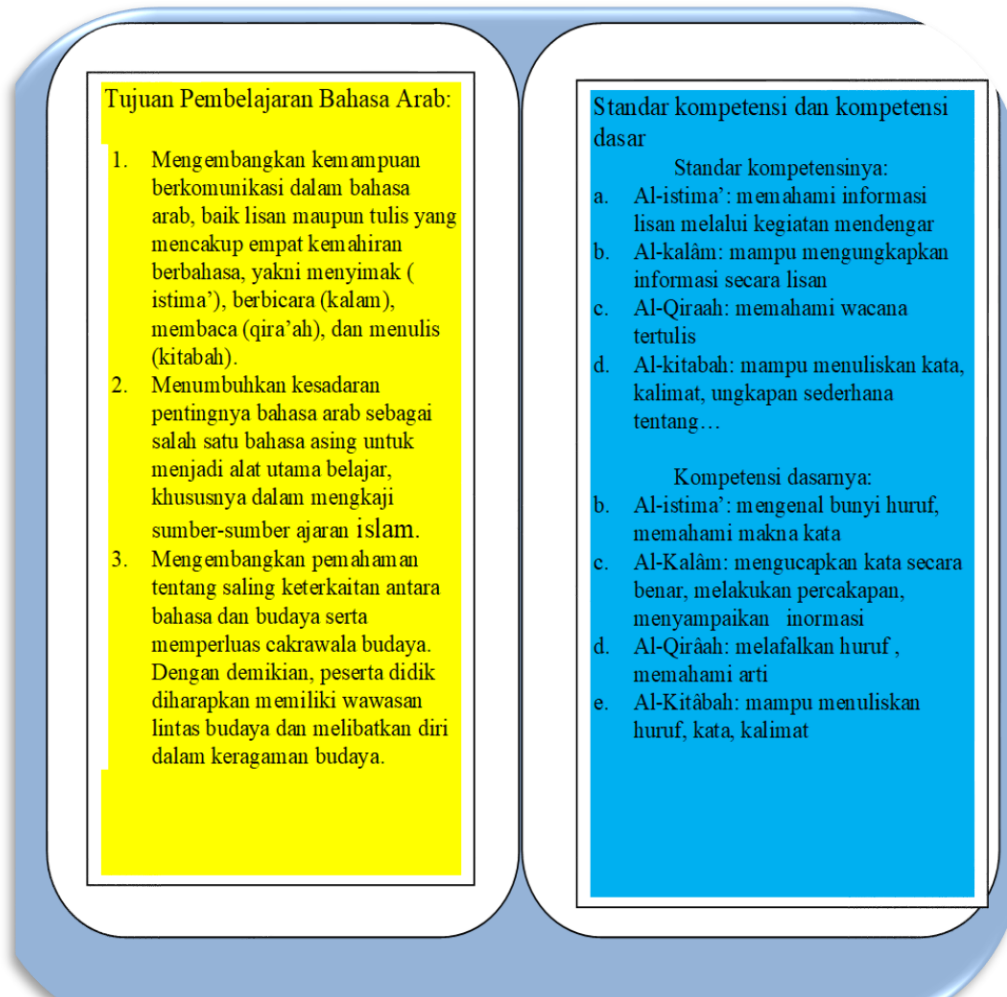 Tujuan Pembelajaran Bahasa Arab:
1. Mengembangkan kemampuan
berkomunikasi dalam bahasa
arab, baik lisan maupun tulis yang
mencakup empat kemahiran
berbahasa, yakni menyimak (
istima’), berbicara (kalam),
membaca (qira’ah), dan menulis
(kitabah).
2. Menumbuhkan kesadaran
pentingnya bahasa arab sebagai
salah satu bahasa asing untuk
menjadi alat utama belajar,
khususnya dalam mengkaji
sumber-sumber ajaran islam.
3. Mengembangkan pemahaman
tentang saling keterkaitan antara
bahasa dan budaya serta
memperluas cakrawala budaya.
Dengan demikian, peserta didik
diharapkan memiliki wawasan
lintas budaya dan melibatkan diri
dalam keragaman budaya.
Standar kompetensi dan kompetensi
dasar
Standar kompetensinya:
a. Al-istima’: memahami informasi
lisan melalui kegiatan mendengar
b. Al-kalâm: mampu mengungkapkan
informasi secara lisan
c. Al-Qiraah: memahami wacana
tertulis
d. Al-kitabah: mampu menuliskan kata,
kalimat, ungkapan sederhana
tentang…
Kompetensi dasarnya:
b. Al-istima’: mengenal bunyi huruf,
memahami makna kata
c. Al-Kalâm: mengucapkan kata secara
benar, melakukan percakapan,
menyampaikan inormasi
d. Al-Qirâah: melafalkan huruf ,
memahami arti
e. Al-Kitâbah: mampu menuliskan
huruf, kata, kalimat